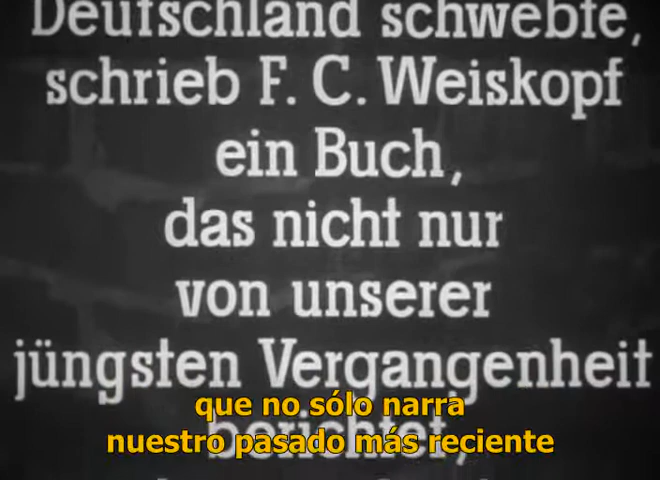 Deutschland schwebte,
schrieb F. C. Weiskopf
ein Buch,
das nicht nur
von unserer
jüngsten Vergangenheit
berichtet,
que no sólo narra
nuestro pasado más reciente